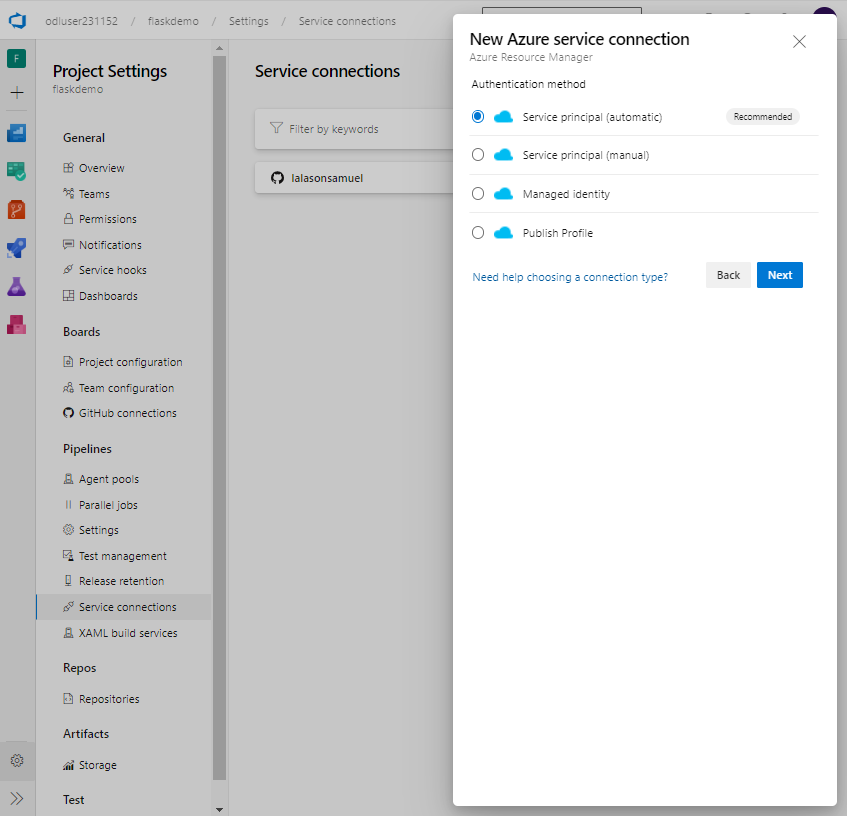 odluser231152 / flaskdemo / Settings / Service connections
F
Project Settings
flaskdemo
General
Overview
Teams
Permissions
Notifications
Service hooks
Dashboards
Boards
Project configuration
Team configuration
GitHub connections
Pipelines
Agent pools
Parallel jobs
Settings
Test management
Release retention
Service connections
XAML build services
Repos
Repositories
Artifacts
Storage
Test
Service connections
Filter by keywords
lalasonsamuel
New Azure service connection
Azure Resource Manager
Authentication method
Service principal (automatic) Recommended
Service principal (manual)
Managed identity
Publish Profile
Need help choosing a connection type? Back Next